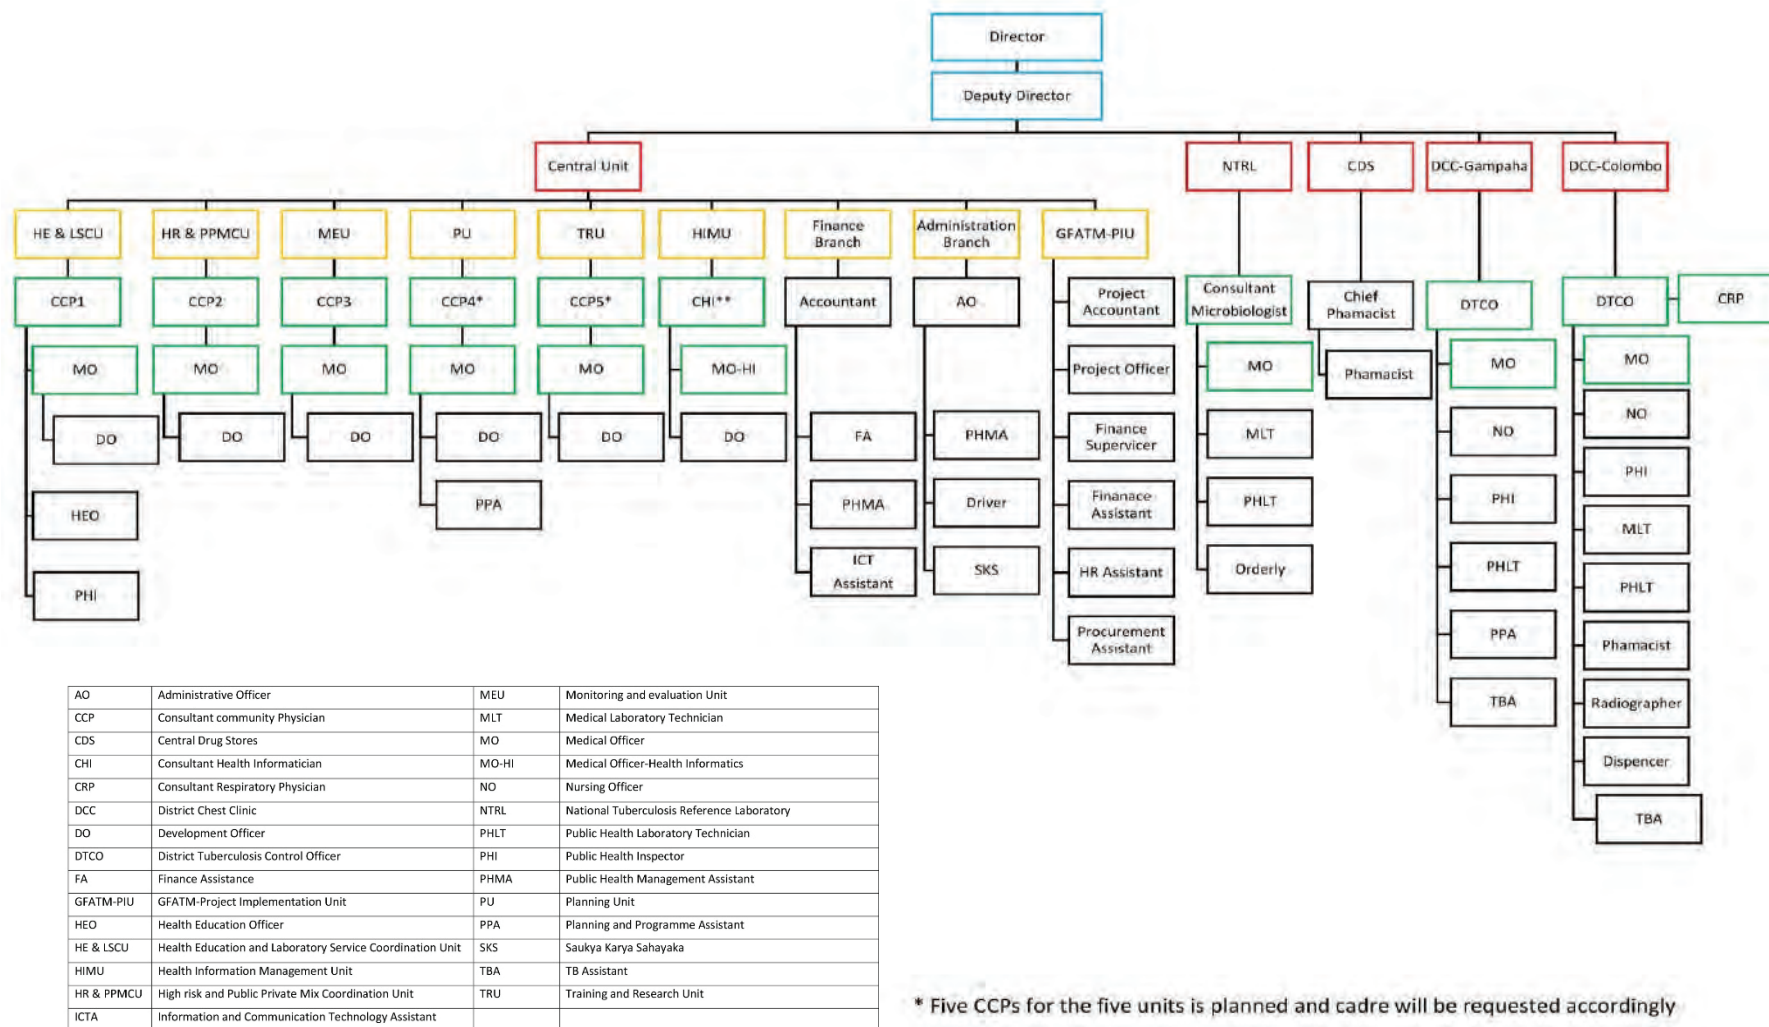 Director
Deputy Director
Central Unit
NTRL
CDS
DCC-Gampaha
DCC-Colombo
HE & LSCU
HR & PPMCU
MEU
PU
TRU
HIMU
Finance
Branch
Administration
Branch
GFATM-PIU
CCP1
CCP2
CCP3
CCP4*
CCP5*
CHI**
Accountant
AO
Project
Accountant
Consultant
Microbiologist
Chief
Phamacist
DTCO
DTCO
CRP
MO
MO
MO
MO
MO
MO-HI
Project Officer
MO
Phamacist
MO
MO
DO
DO
DO
DO
DO
DO
FA
PHMA
Finance
Supervicer
MLT
NO
NO
HEO
PPA
PHMA
Driver
Finanace
Assistant
PHLT
PHI
PHI
PHI
ICT
Assistant
SKS
HR Assistant
Orderly
PHLT
MLT
Procurement
Assistant
PPA
PHLT
TBA
Phamacist
Radiographer
Dispencer
TBA
AO Administrative Officer MEU Monitoring and evaluation Unit
CCP Consultant community Physician MLT Medical Laboratory Technician
CDS Central Drug Stores MO Medical Officer
CHI Consultant Health Informatician MO-HI Medical Officer-Health Informatics
CRP Consultant Respiratory Physician NO Nursing Officer
DCC District Chest Clinic NTRL National Tuberculosis Reference Laboratory
DO Development Officer PHLT Public Health Laboratory Technician
DTCO District Tuberculosis Control Officer PHI Public Health Inspector
FA Finance Assistance PHMA Public Health Management Assistant
GFATM-PIU GFATM-Project Implementation Unit PU Planning Unit
HEO Health Education Officer PPA Planning and Programme Assistant
HE & LSCU Health Education and Laboratory Service Coordination Unit SKS Saukya Karya Sahayaka
HIMU Health Information Management Unit TBA TB Assistant
HR & PPMCU High risk and Public Private Mix Coordination Unit TRU Training and Research Unit
ICTA Information and Communication Technology Assistant
* Five CCPs for the five units is planned and cadre will be requested accordingly